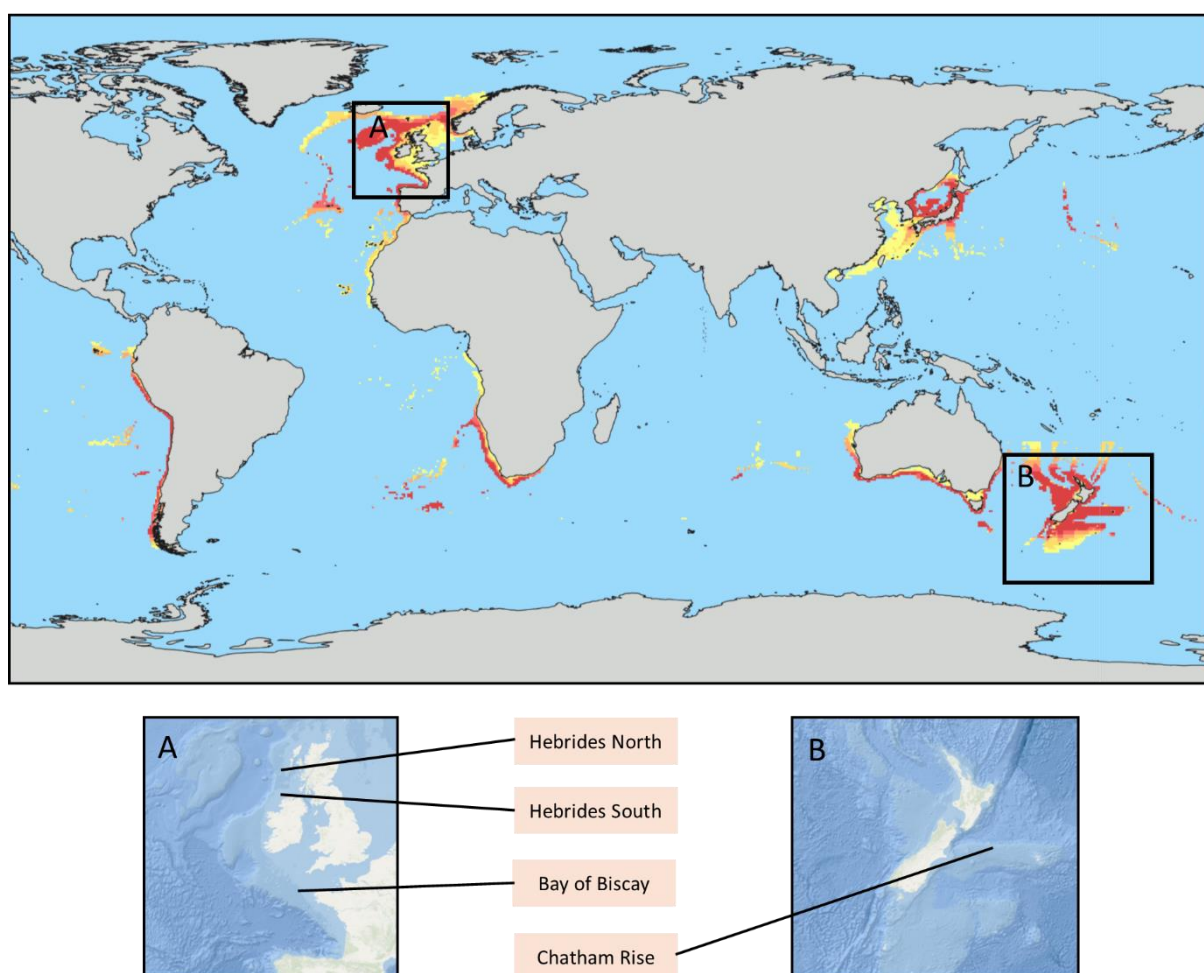 A
B
A
Hebrides North
B
Hebrides South
Bay of Biscay
Chatham Rise